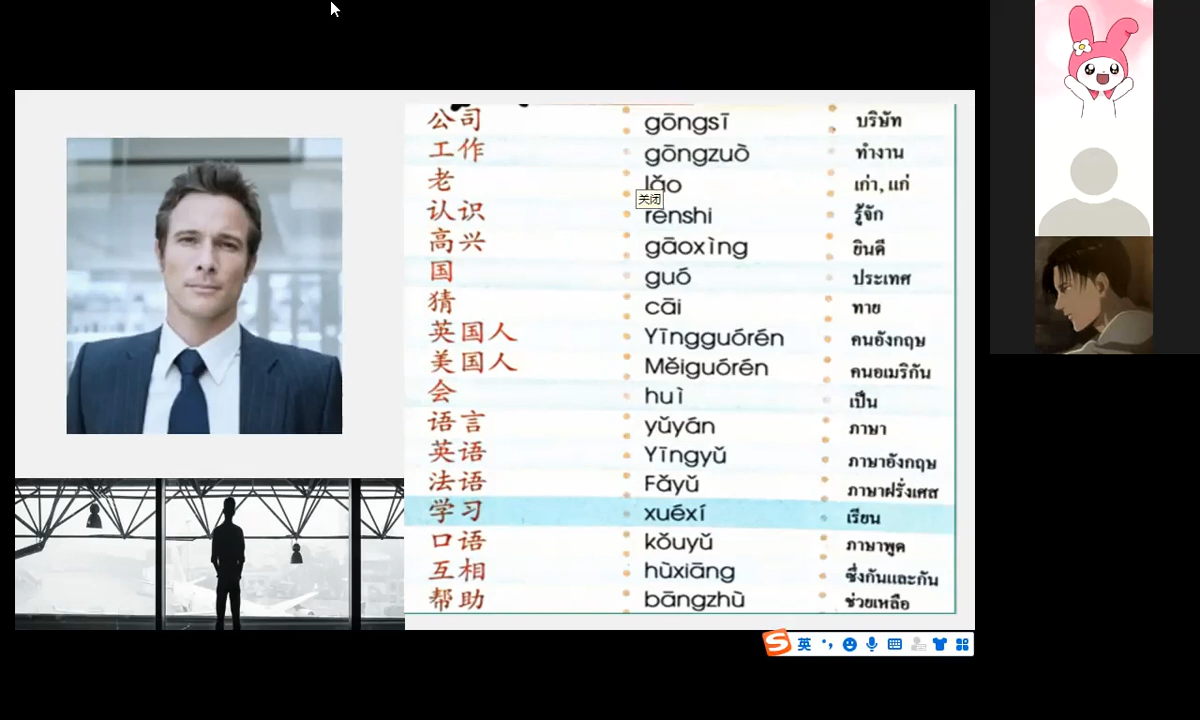 公司 gōngsī บริษัท
工作 gōngzuò ทำงาน
老 lǎo เก่า, แก่
关闭
认识 rènshi รู้จัก
高兴 gāoxìng ยินดี
国 guó ประเทศ
猜 cāi ทาย
英国人 Yīngguórén คนอังกฤษ
美国人 Měiguórén คนอเมริกัน
会 huì เป็น
语言 yǔyán ภาษา
英语 Yīngyǔ ภาษาอังกฤษ
法语 Fǎyǔ ภาษาฝรั่งเศส
学习 xuéxí เรียน
口语 kǒuyǔ ภาษาพูด
互相 hùxiāng ซึ่งกันและกัน
帮助 bāngzhù ช่วยเหลือ
S 英